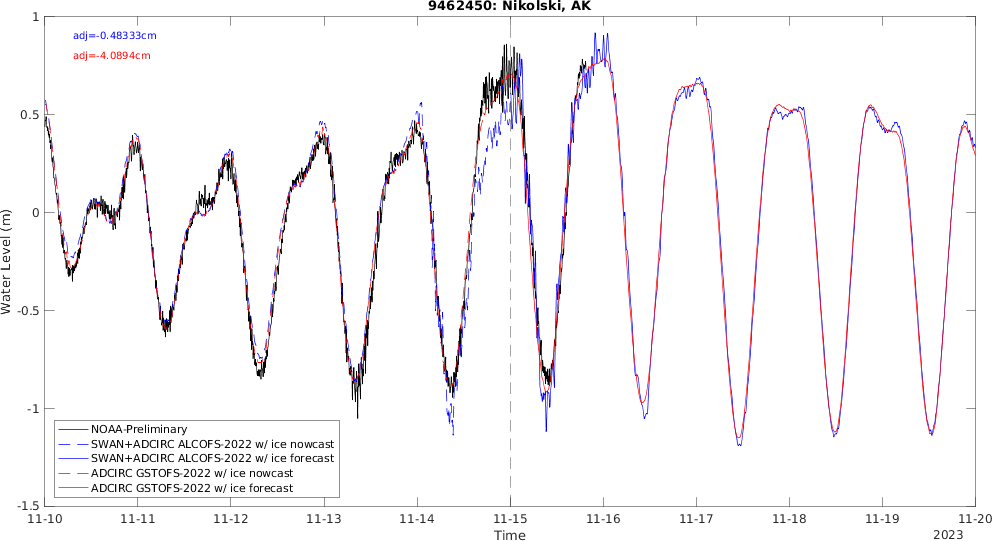 9462450: Nikolski, AK
adj=-0.48333cm
adj=-4.0894cm
Water Level (m)
1
0.5
0
-0.5
-1
-1.5
NOAA-Preliminary
SWAN+ADCIRC ALCOFS-2022 w/ ice nowcast
SWAN+ADCIRC ALCOFS-2022 w/ ice forecast
ADCIRC GSTOFS-2022 w/ ice nowcast
ADCIRC GSTOFS-2022 w/ ice forecast
11-10 11-11 11-12 11-13 11-14 11-15 11-16 11-17 11-18 11-19 11-20
Time
2023